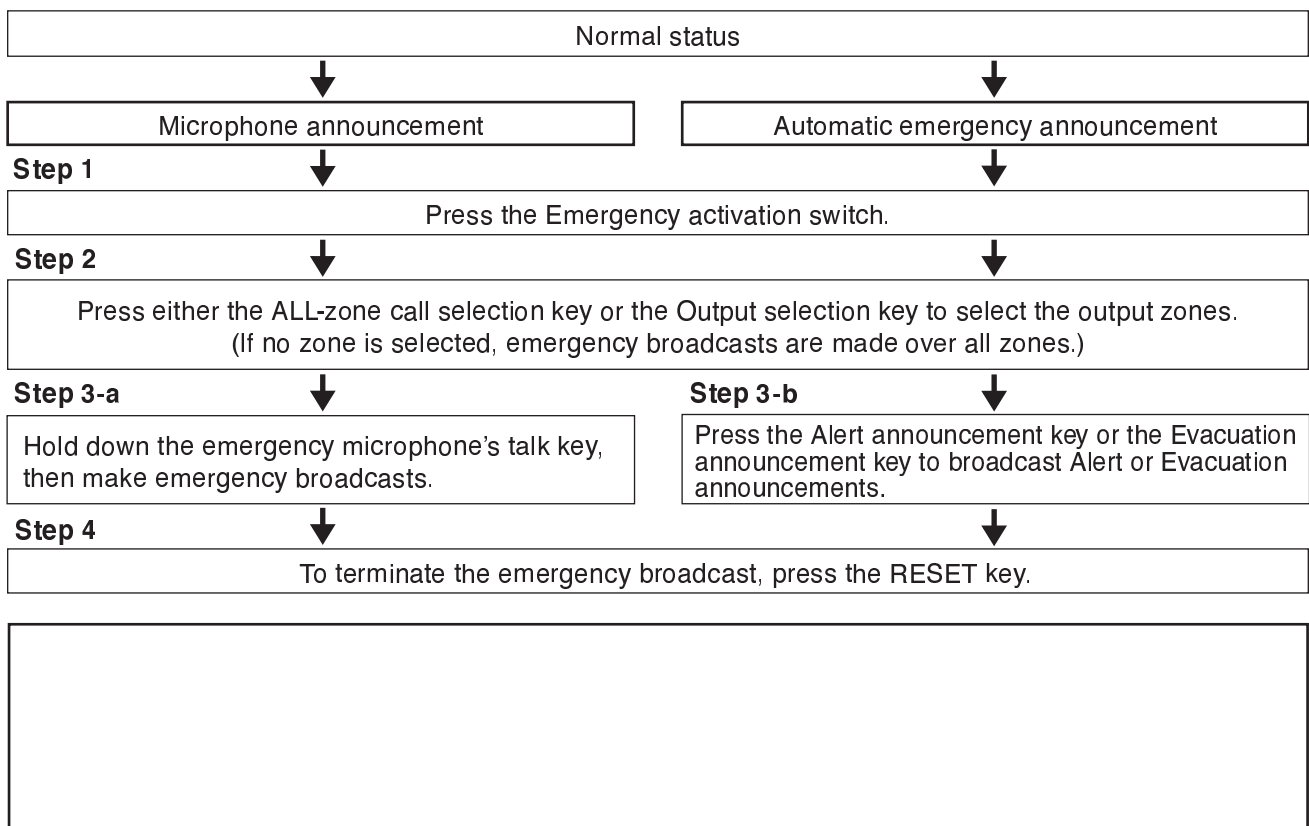 Normal status
Microphone announcement
Automatic emergency announcement
Step 1
Press the Emergency activation switch.
Step 2
Press either the ALL-zone call selection key or the Output selection key to select the output zones.
(If no zone is selected, emergency broadcasts are made over all zones.)
Step 3-a
Hold down the emergency microphone's talk key,
then make emergency broadcasts.
Step 3-b
Press the Alert announcement key or the Evacuation
announcement key to broadcast Alert or Evacuation
announcements.
Step 4
To terminate the emergency broadcast, press the RESET key.